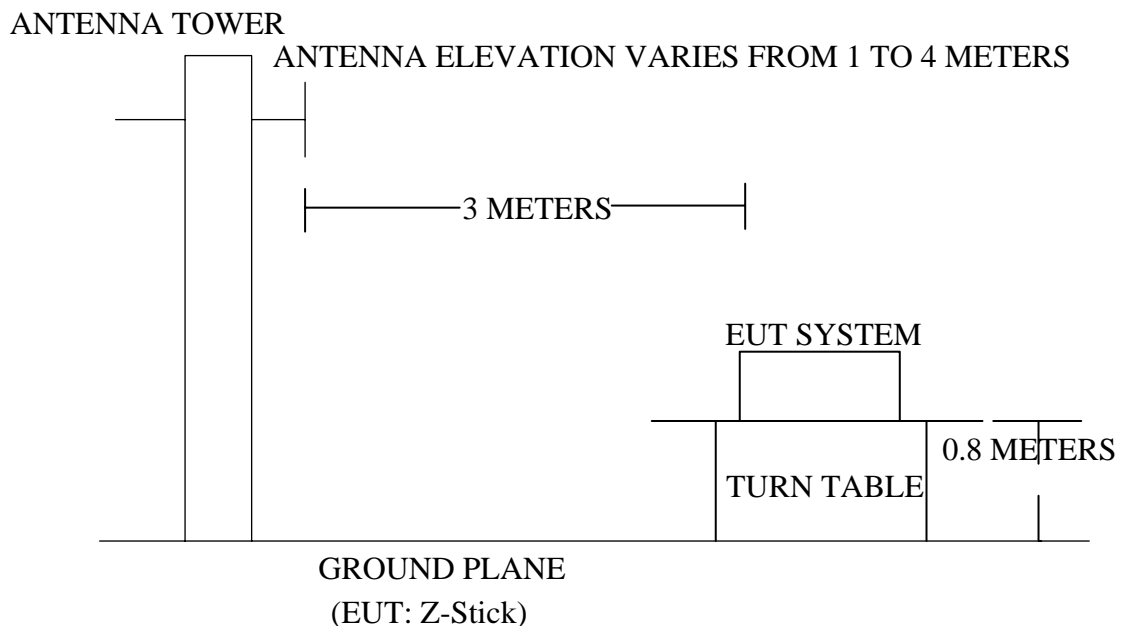 ANTENNA TOWER
ANTENNA ELEVATION VARIES FROM 1 TO 4 METERS
3 METERS
EUT SYSTEM
0.8 METERS
TURN TABLE
GROUND PLANE
(EUT: Z-Stick)